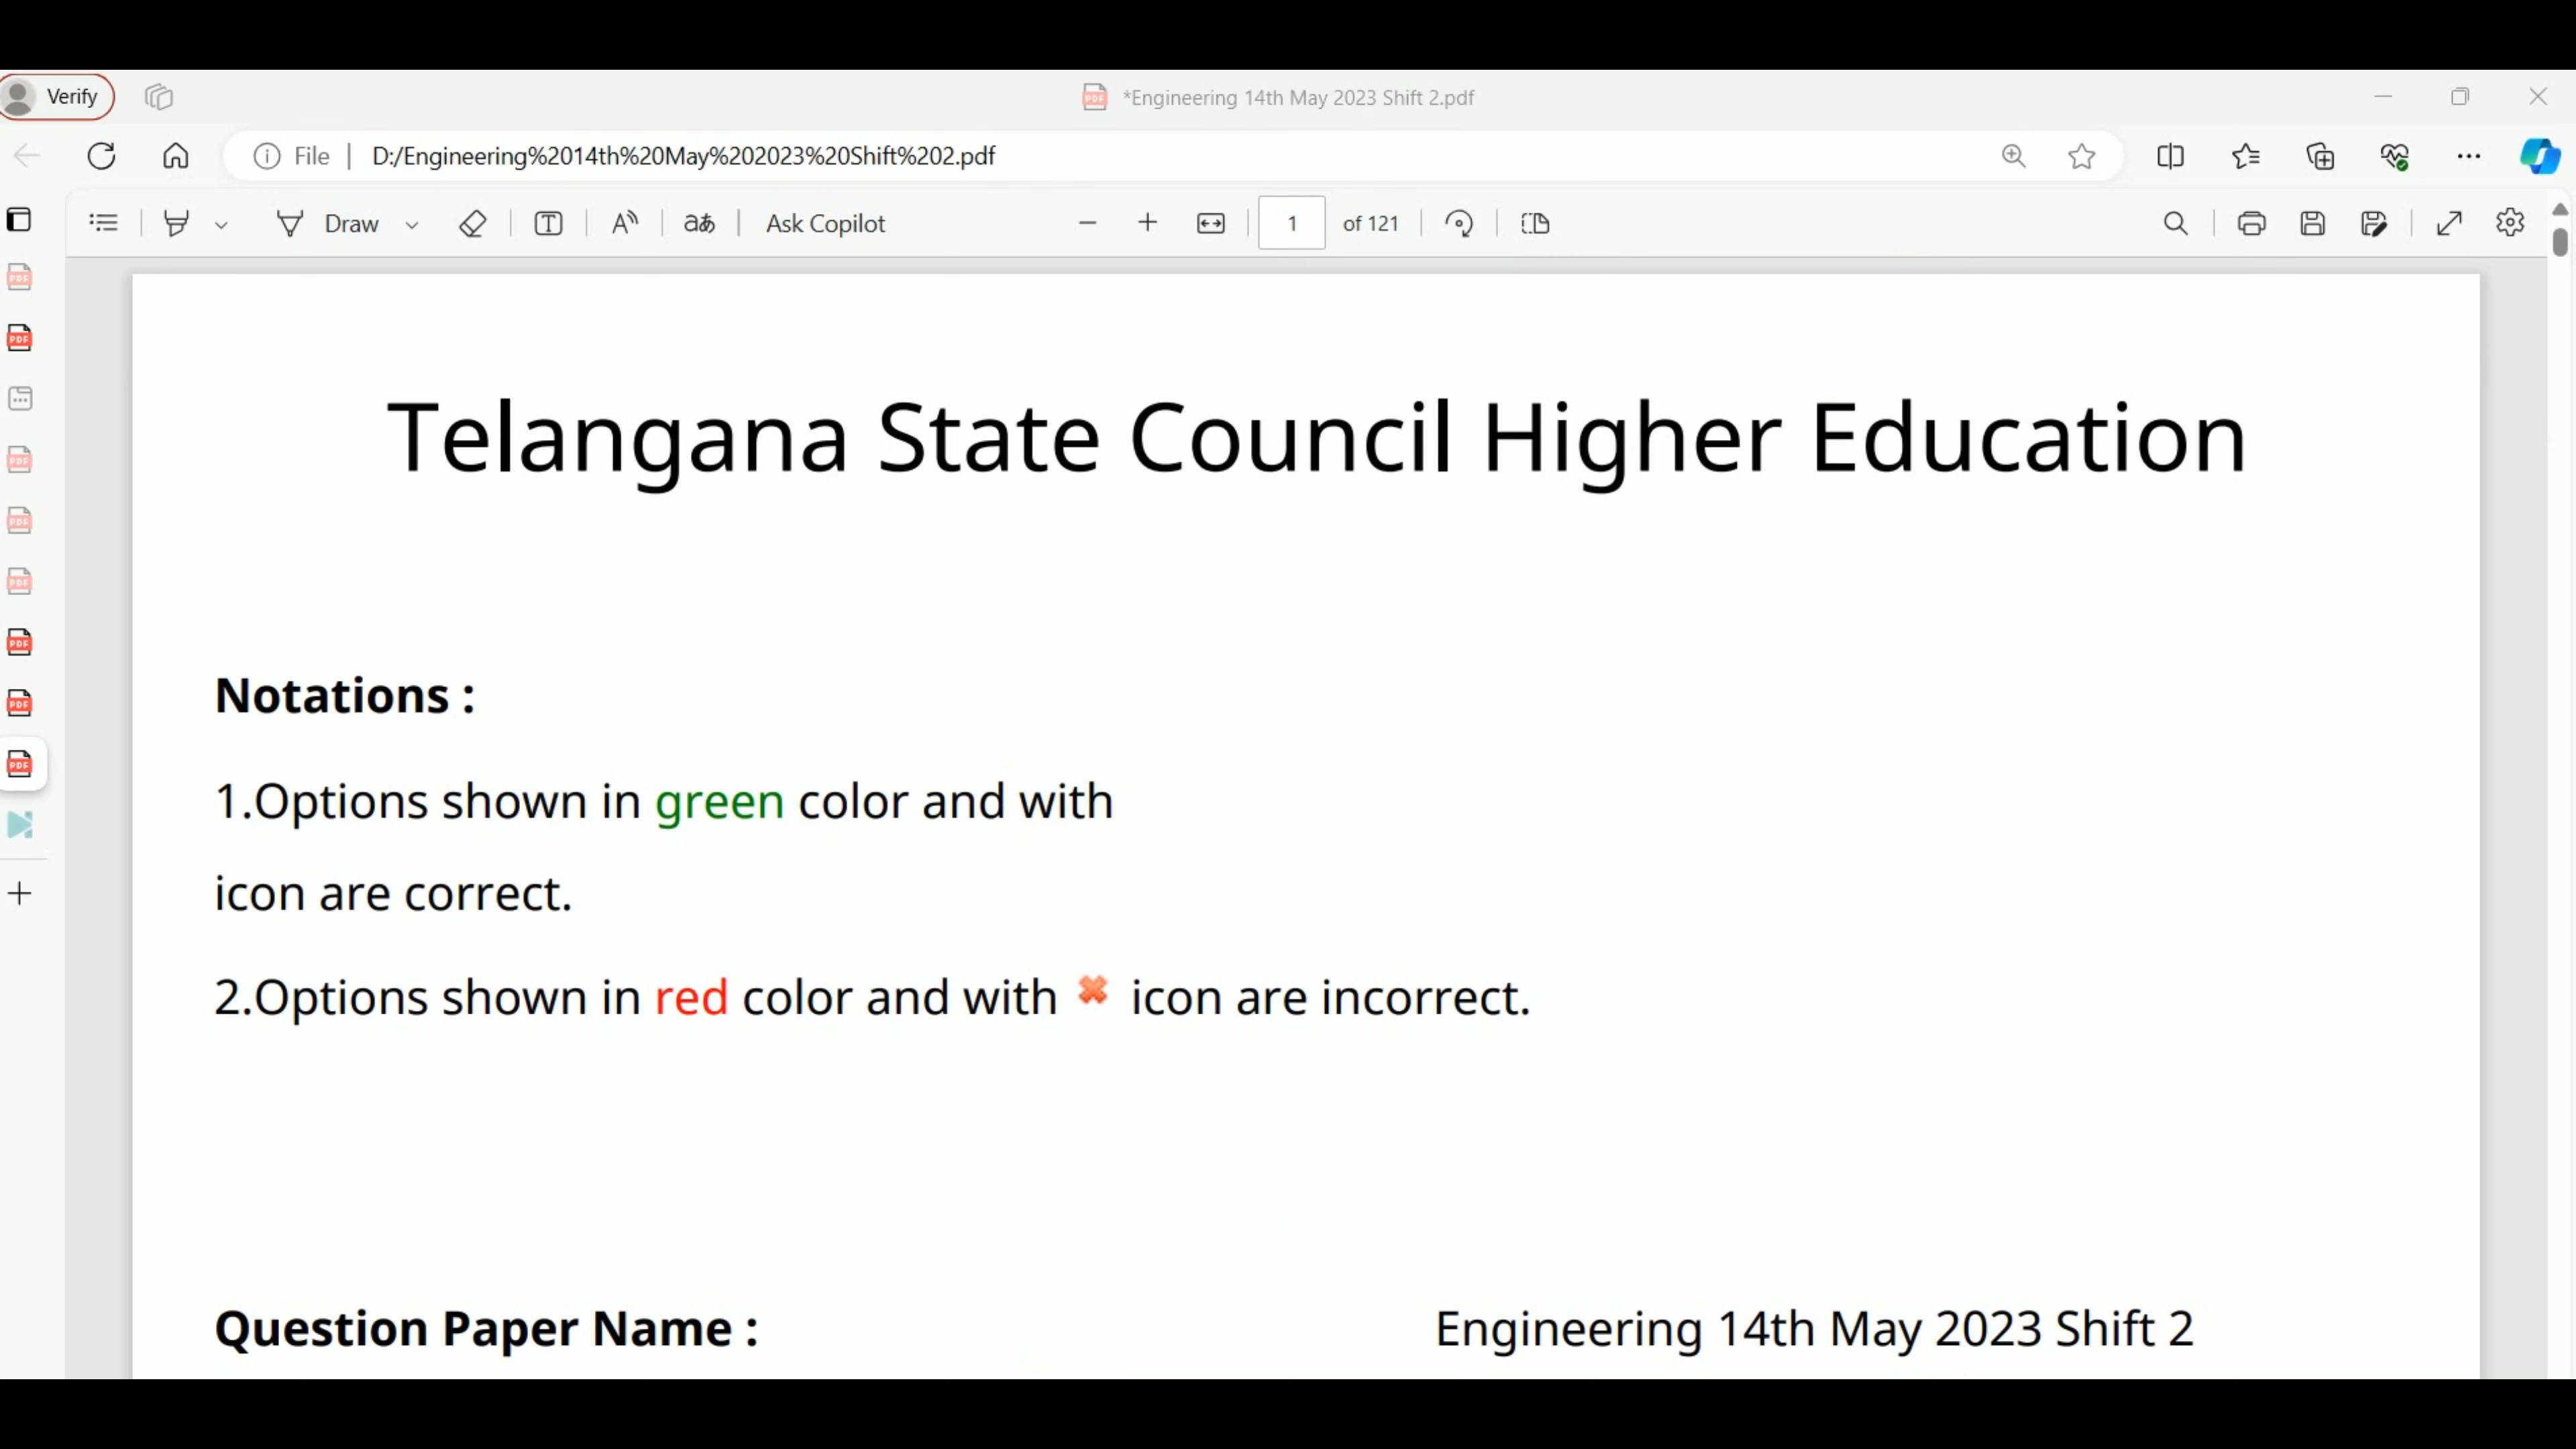 Verify
*Engineering 14th May 2023 Shift 2.pdf
File
D:/Engineering%2014th%20May%202023%20Shift%202.pdf
Draw
Ask Copilot
1 of 121
Telangana State Council Higher Education
Notations :
1.Options shown in green color and with
icon are correct.
2.Options shown in red color and with icon are incorrect.
Question Paper Name : Engineering 14th May 2023 Shift 2